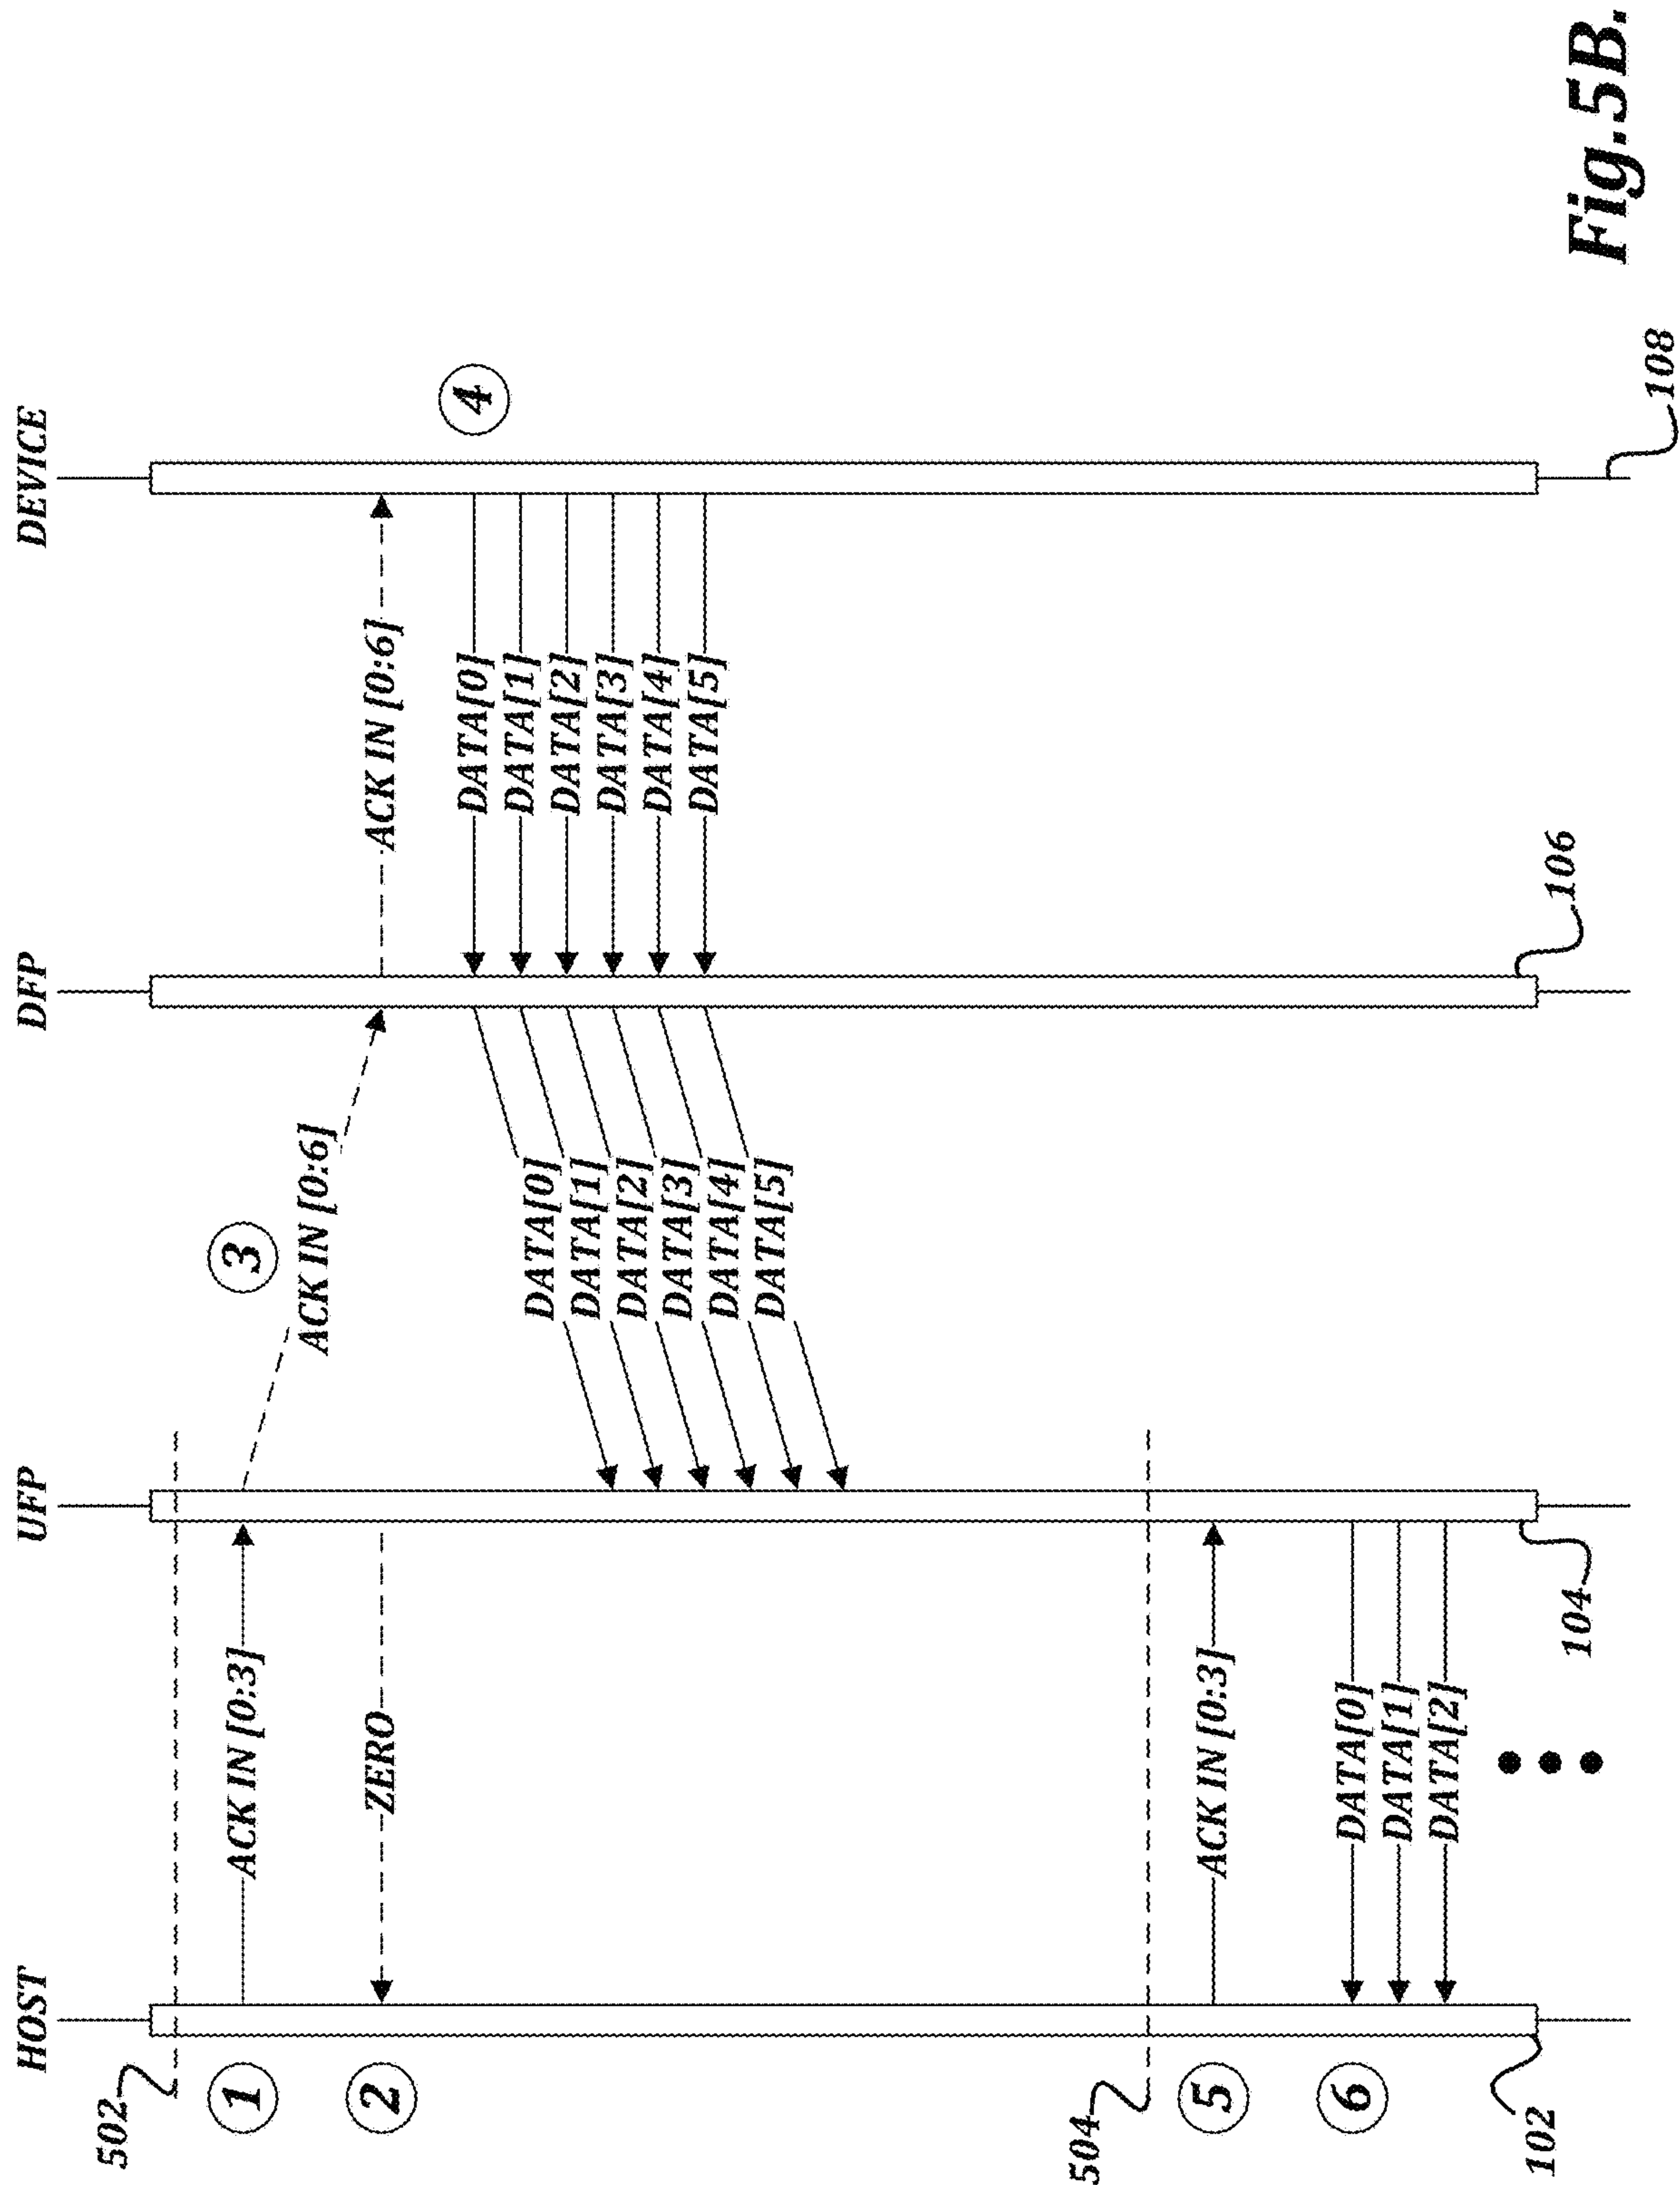 HOST
UFP
DFP
DEVICE
502
1
ACK IN [0:3]
3
ACK IN [0:6]
ACK IN [0:6]
2
ZERO
4
DATA[0]
DATA[1]
DATA[2]
DATA[3]
DATA[4]
DATA[5]
DATA[0]
DATA[1]
DATA[2]
DATA[3]
DATA[4]
DATA[5]
504
5
ACK IN [0:3]
6
DATA[0]
DATA[1]
DATA[2]
102
104
106
108
Fig.5B.